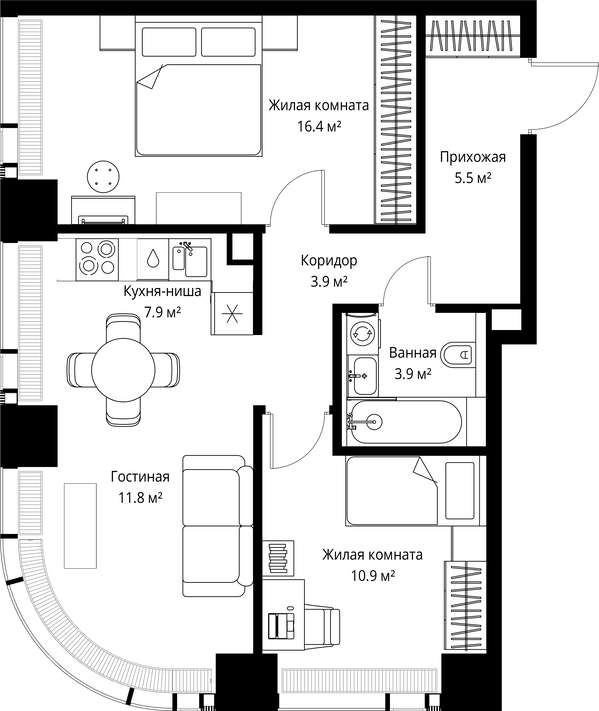 Жилая комната
16.4 м²
Прихожая
5.5 м²
Коридор
3.9 м²
Кухня-ниша
7.9 м²
Ванная
3.9 м²
Гостиная
11.8 м²
Жилая комната
10.9 м²